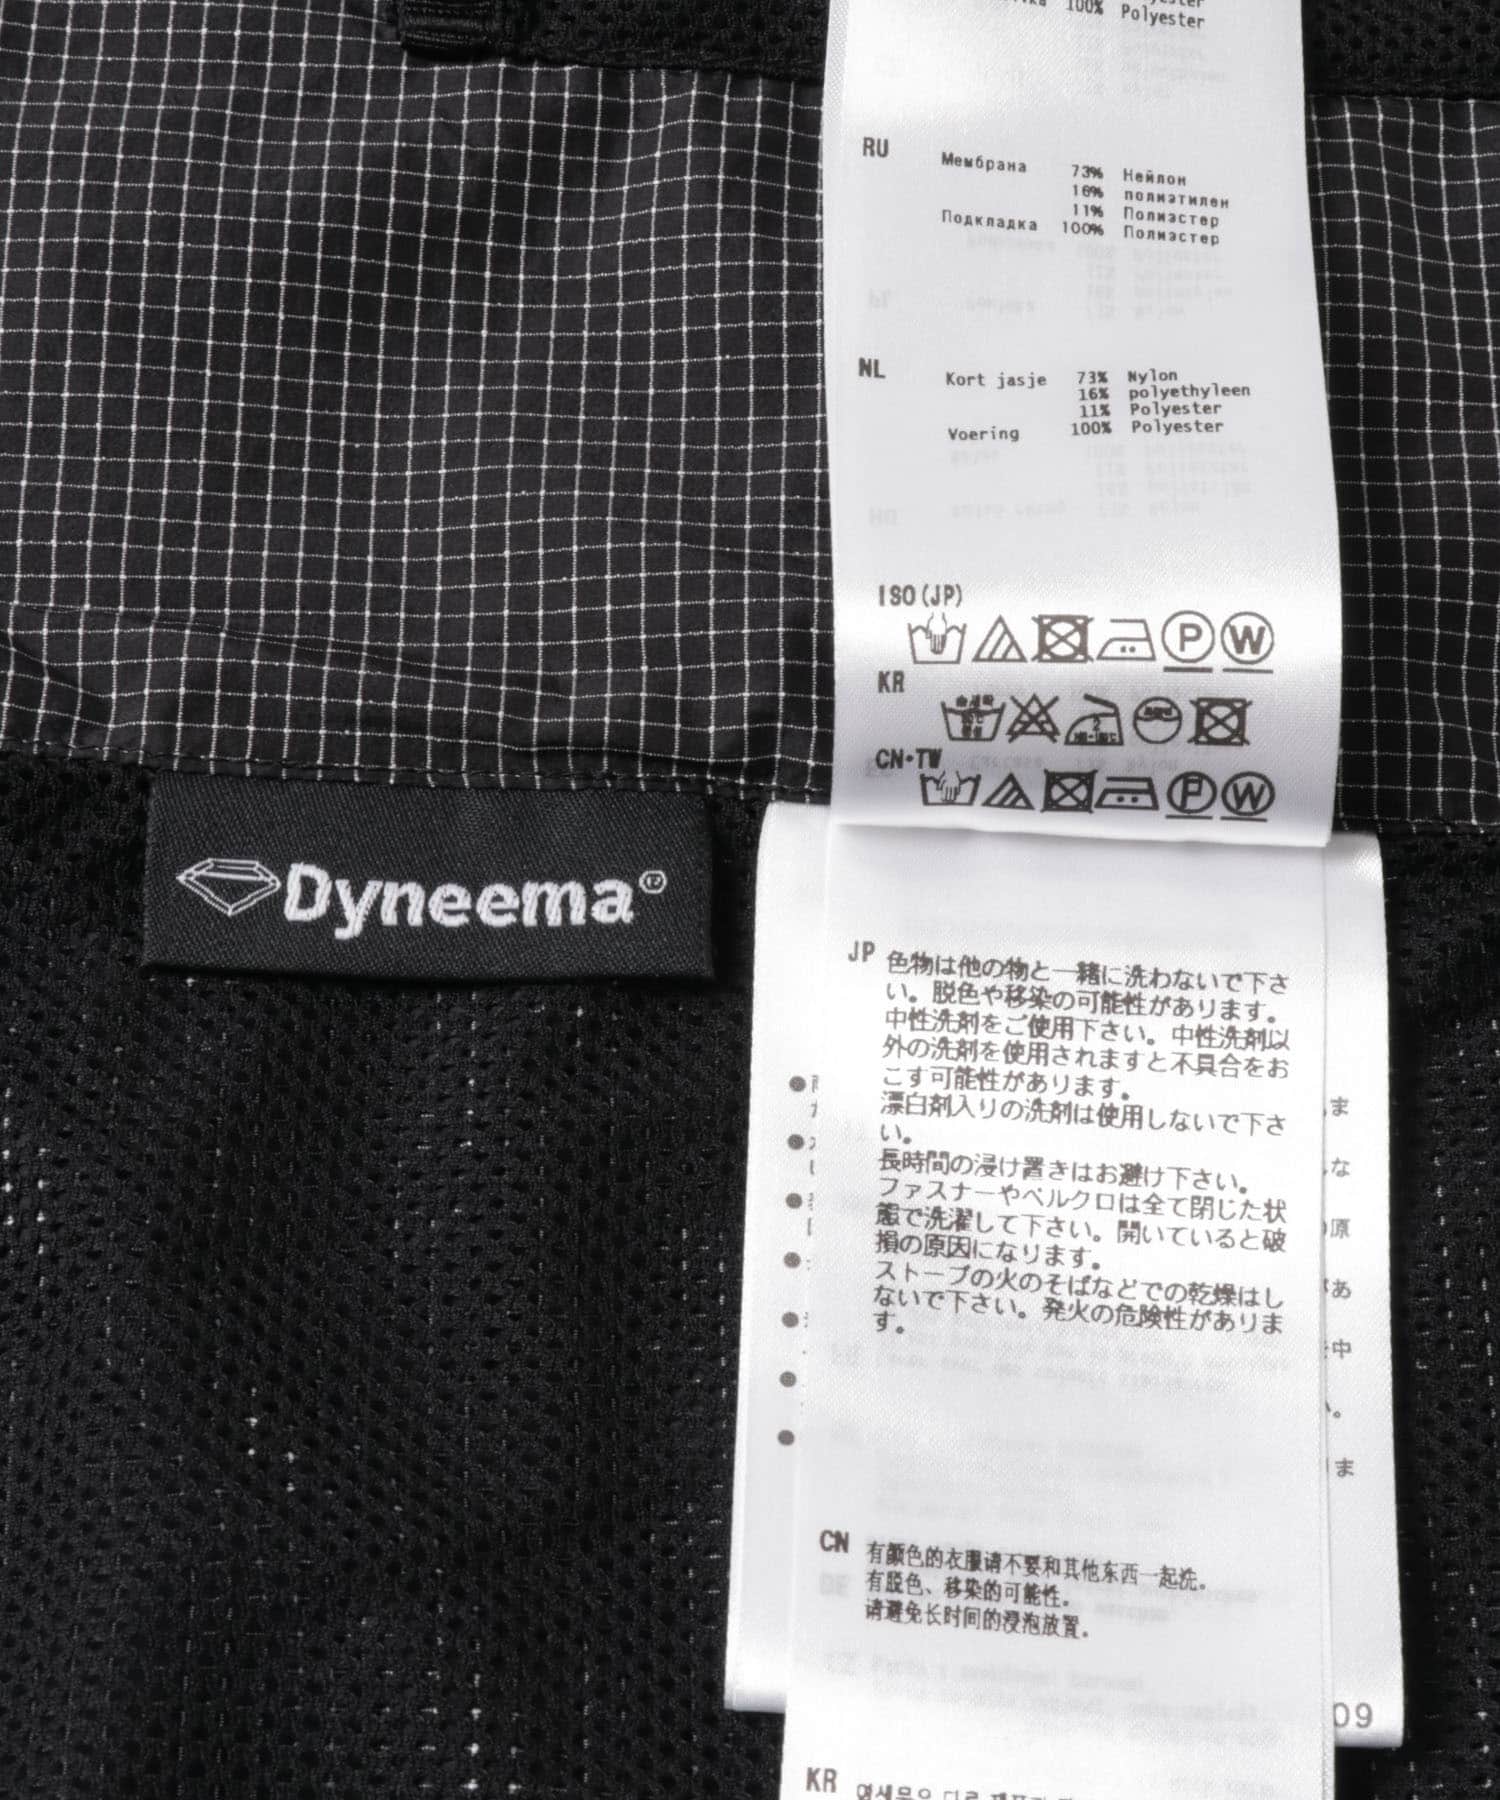 100% Polyester
RU
Мембрана 73% Нейлон
16% полиэтилен
11% Полиэстер
Подкладка 100% Полиэстер
NL
Kort jasje 73% Nylon
16% polyethyleen
11% Polyester
Voering 100% Polyester
ISO(JP)
P W
KR
CN·TW
P W
Dyneema
JP 色物は他の物と一緒に洗わないで下さ
い。脱色や移染の可能性があります。
中性洗剤をご使用下さい。中性洗剤以
外の洗剤を使用されますと不具合をお
こす可能性があります。
漂白剤入りの洗剤は使用しないで下さ
い。
長時間の浸け置きはお避け下さい。
ファスナーやベルクロは全て閉じた状
態で洗濯して下さい。開いていると破
損の原因になります。
ストーブの火のそばなどでの乾燥はし
ないで下さい。発火の危険性がありま
す。
CN 有颜色的衣服请不要和其他东西一起洗。
有脱色、移染的可能性。
请避免长时间的浸泡放置。
09
KR